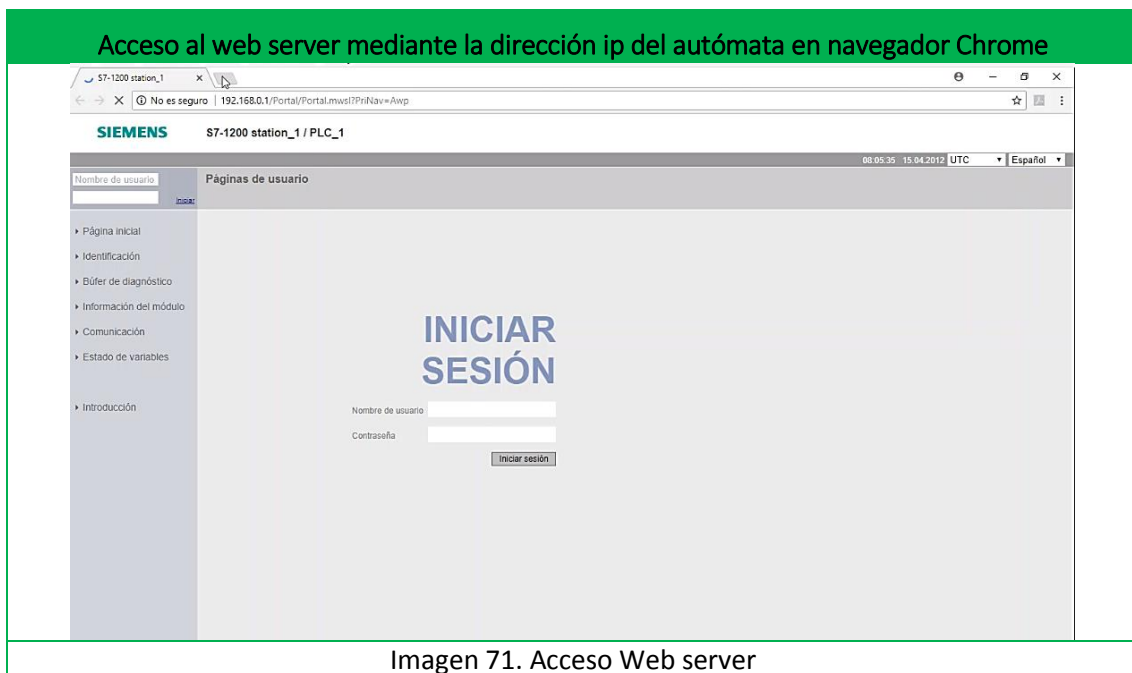 Acceso al web server mediante la dirección ip del autómata en navegador Chrome
S7-1200 station_1
No es seguro | 192.168.0.1/Portal/Portal.mwsl?PriNav=Awp
SIEMENS
S7-1200 station_1 / PLC_1
08:05:35 15.04.2012 UTC Español
Nombre de usuario
Páginas de usuario
Iniciar
Página inicial
Identificación
Búfer de diagnóstico
Información del módulo
Comunicación
Estado de variables
Introducción
INICIAR
SESIÓN
Nombre de usuario
Contraseña
Iniciar sesión
Imagen 71. Acceso Web server